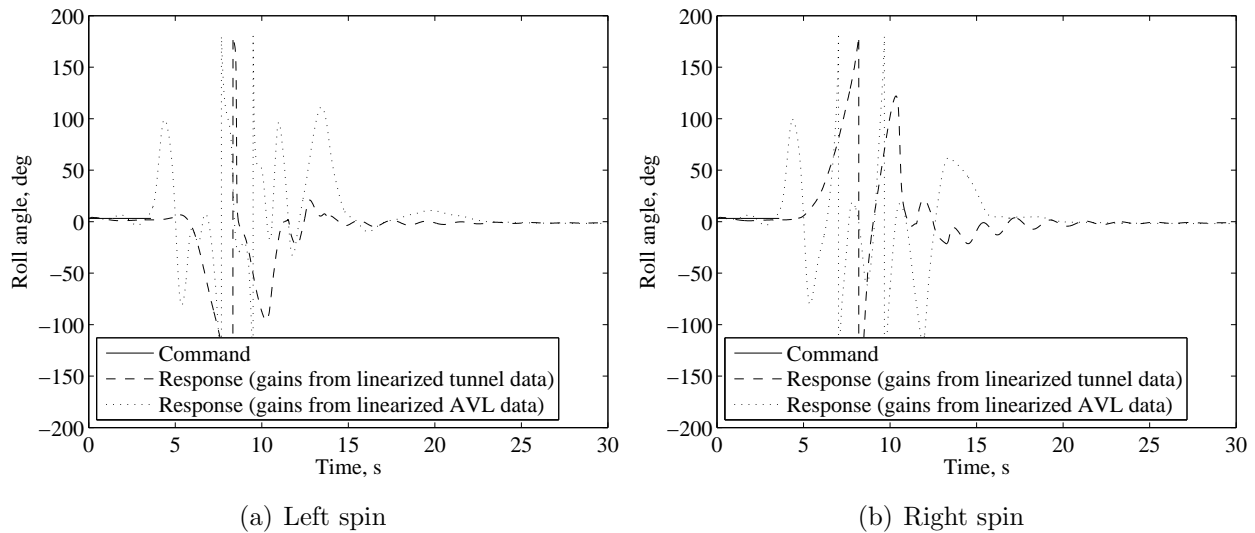 200
150
100
50
0
−50
−100
−150
−200
Roll angle, deg
Command
Response (gains from linearized tunnel data)
Response (gains from linearized AVL data)
0 5 10 15 20 25 30
Time, s
(a) Left spin
200
150
100
50
0
−50
−100
−150
−200
Roll angle, deg
Command
Response (gains from linearized tunnel data)
Response (gains from linearized AVL data)
0 5 10 15 20 25 30
Time, s
(b) Right spin